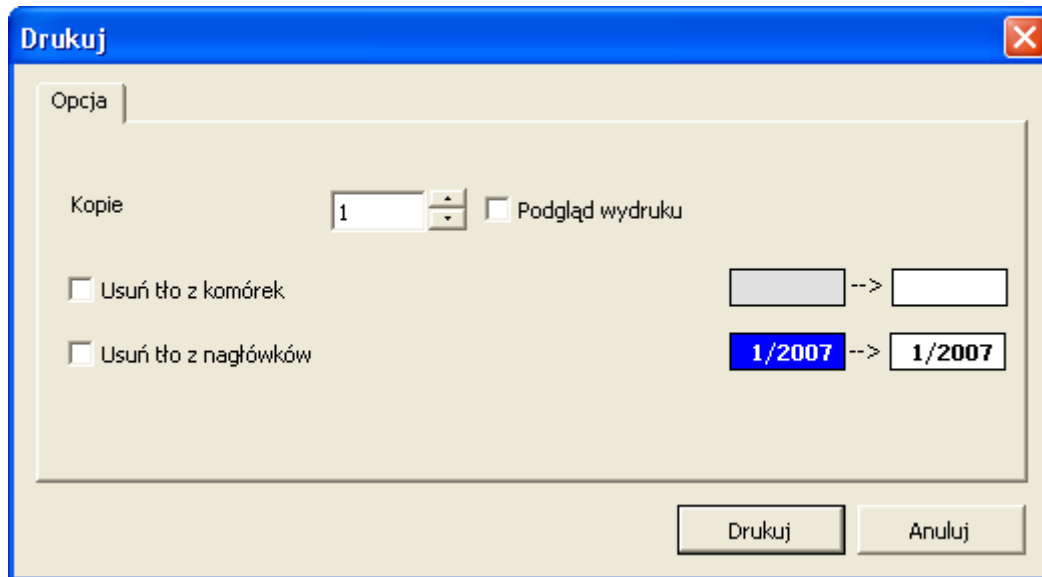 Drukuj
Opcja
Kopie 1 Podgląd wydruku
Usuń tło z komórek -->
Usuń tło z nagłówków 1/2007 --> 1/2007
Drukuj Anuluj